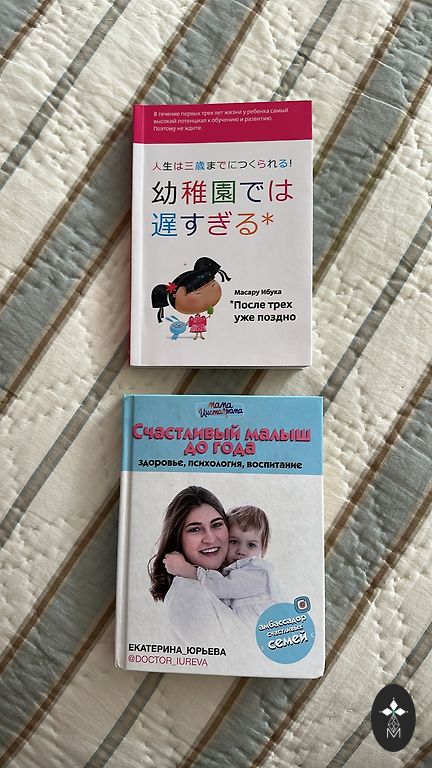 В течение первых трех лет жизни у ребенка самый
высокий потенциал к обучению и развитию.
Поэтому не ждите.
人生は三歳までにつくられる!
幼稚園では
遅すぎる*
Масару Ибука
*После трех
уже поздно
мама
Инстаграма
Счастливый малыш
до года
здоровье, психология, воспитание
амбассадор
счастливых
семей
ЕКАТЕРИНА_ЮРЬЕВА
@DOCTOR_IUREVA
M